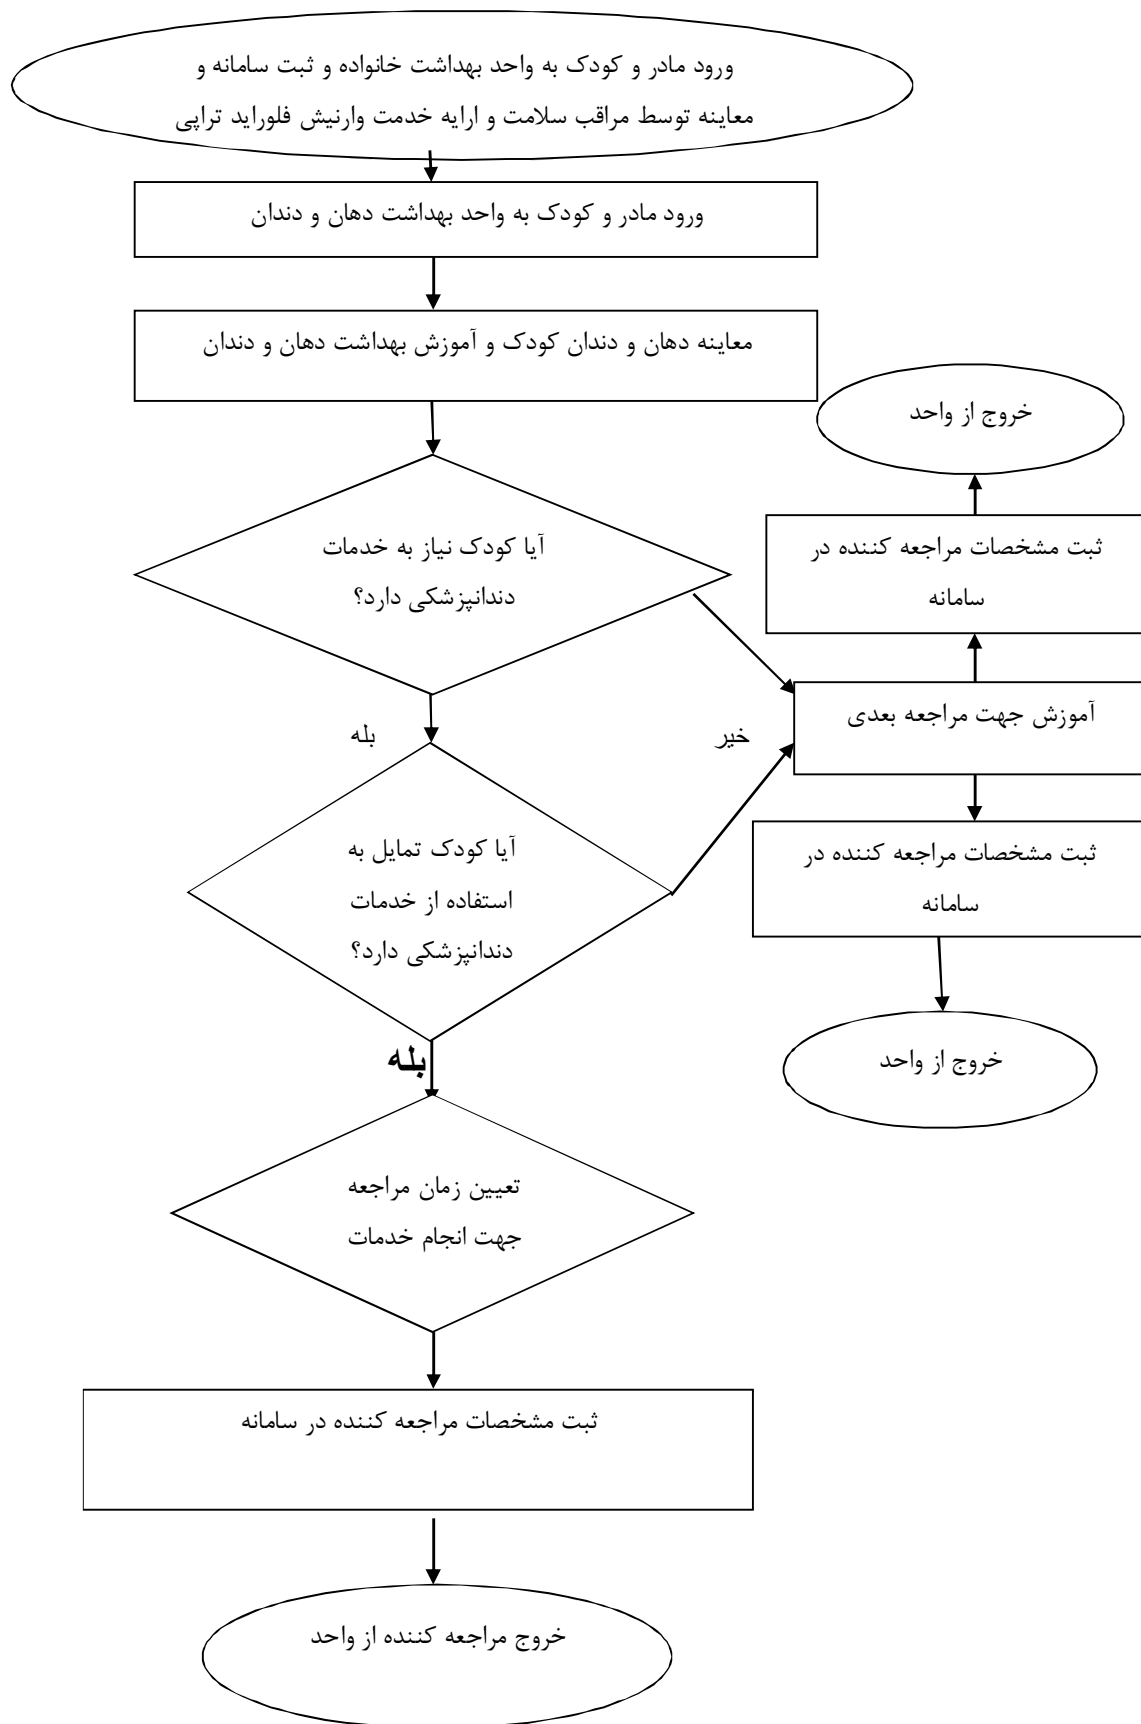 ورود مادر و کودک به واحد بهداشت خانواده و ثبت سامانه و
معاینه توسط مراقب سلامت و ارایه خدمت وارنیش فلوراید تراپی
ورود مادر و کودک به واحد بهداشت دهان و دندان
معاینه دهان و دندان کودک و آموزش بهداشت دهان و دندان
خروج از واحد
ثبت مشخصات مراجعه کننده در
سامانه
آیا کودک نیاز به خدمات
دندانپزشکی دارد؟
آموزش جهت مراجعه بعدی
خیر
بله
ثبت مشخصات مراجعه کننده در
سامانه
آیا کودک تمایل به
استفاده از خدمات
دندانپزشکی دارد؟
خروج از واحد
بله
تعیین زمان مراجعه
جهت انجام خدمات
ثبت مشخصات مراجعه کننده در سامانه
خروج مراجعه کننده از واحد